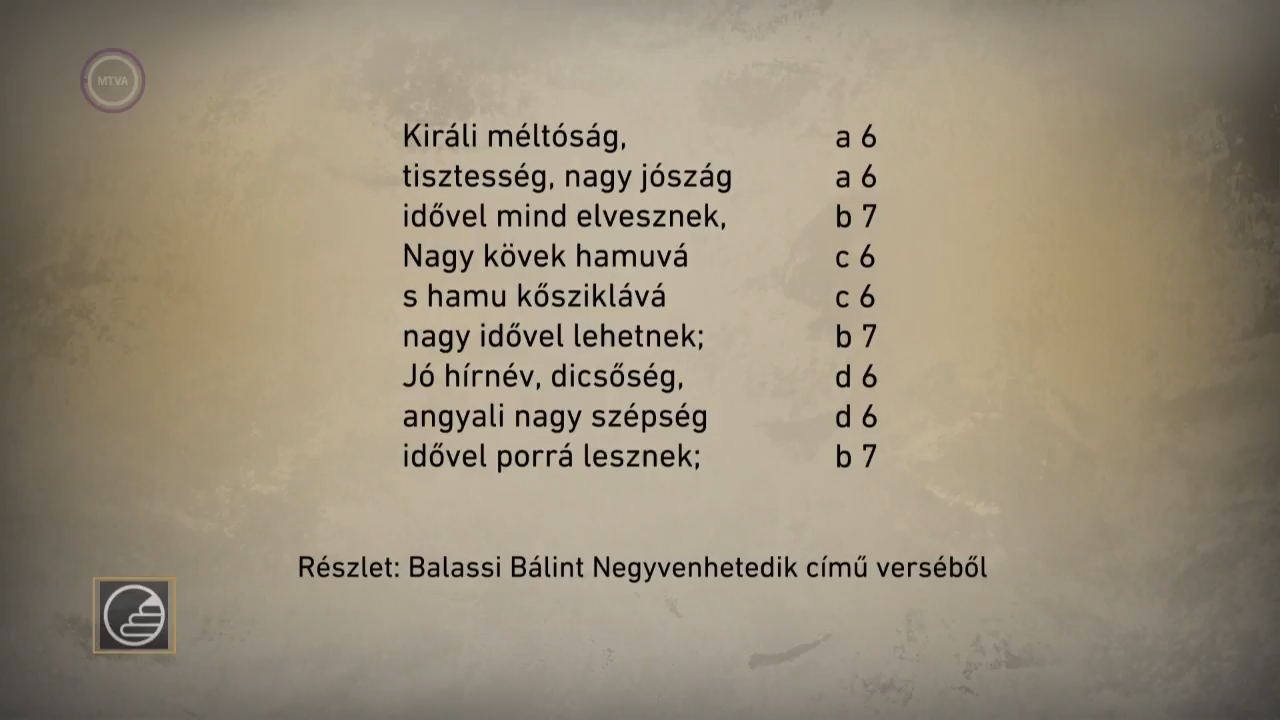 MTVA
Királi méltóság, a 6
tisztesség, nagy jószág a 6
idővel mind elvesznek, b 7
Nagy kövek hamuvá c 6
s hamu kősziklává c 6
nagy idővel lehetnek; b 7
Jó hírnév, dicsőség, d 6
angyali nagy szépség d 6
idővel porrá lesznek; b 7
Részlet: Balassi Bálint Negyvenhetedik című verséből